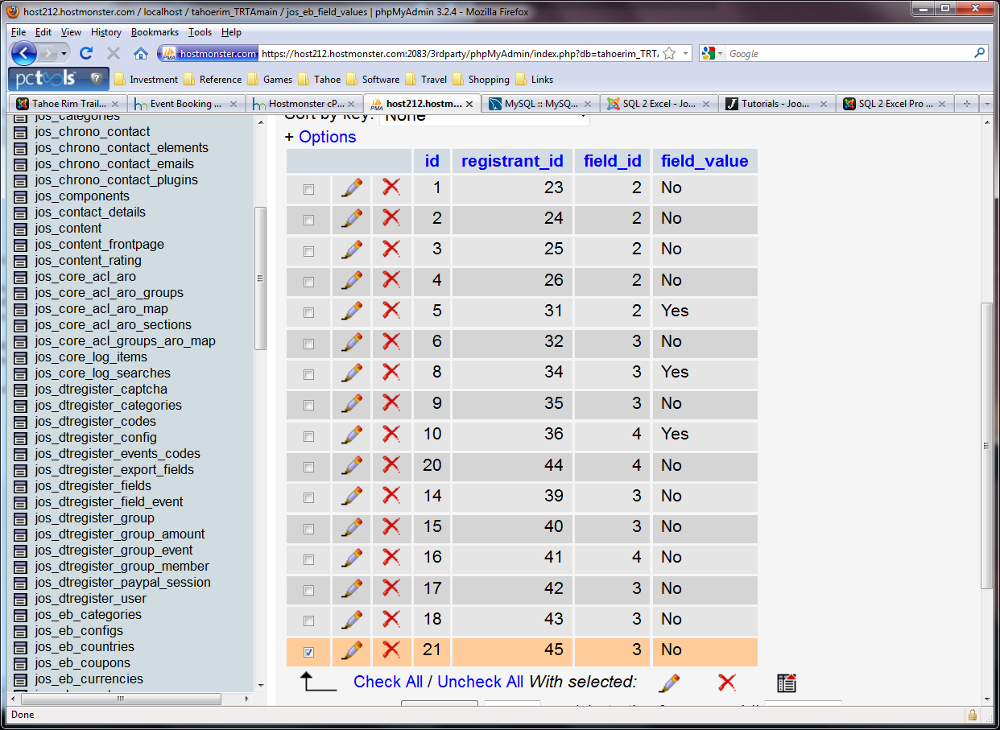 host212.hostmonster.com / localhost / tahoerim_TRTAmain / jos_eb_field_values | phpMyAdmin 3.2.4 - Mozilla Firefox
File Edit View History Bookmarks Tools Help
hostmonster.com https://host212.hostmonster.com:2083/3rdparty/phpMyAdmin/index.php?db=tahoerim_TRTA Google
pctools Investment Reference Games Tahoe Software Travel Shopping Links
Tahoe Rim Trail... Event Booking ... Hostmonster cP... host212.hostm... MySQL :: MySQ... SQL 2 Excel - Jo... Tutorials - Joo... SQL 2 Excel Pro ...
jos_categories
jos_chrono_contact
jos_chrono_contact_elements
jos_chrono_contact_emails
jos_chrono_contact_plugins
jos_components
jos_contact_details
jos_content
jos_content_frontpage
jos_content_rating
jos_core_acl_aro
jos_core_acl_aro_groups
jos_core_acl_aro_map
jos_core_acl_aro_sections
jos_core_acl_groups_aro_map
jos_core_log_items
jos_core_log_searches
jos_dtregister_captcha
jos_dtregister_categories
jos_dtregister_codes
jos_dtregister_config
jos_dtregister_events_codes
jos_dtregister_export_fields
jos_dtregister_fields
jos_dtregister_field_event
jos_dtregister_group
jos_dtregister_group_amount
jos_dtregister_group_event
jos_dtregister_group_member
jos_dtregister_paypal_session
jos_dtregister_user
jos_eb_categories
jos_eb_configs
jos_eb_countries
jos_eb_coupons
jos_eb_currencies
Sort by key: None
+ Options
id registrant_id field_id field_value
1 23 2 No
2 24 2 No
3 25 2 No
4 26 2 No
5 31 2 Yes
6 32 3 No
8 34 3 Yes
9 35 3 No
10 36 4 Yes
20 44 4 No
14 39 3 No
15 40 3 No
16 41 4 No
17 42 3 No
18 43 3 No
21 45 3 No
Check All / Uncheck All With selected:
Done